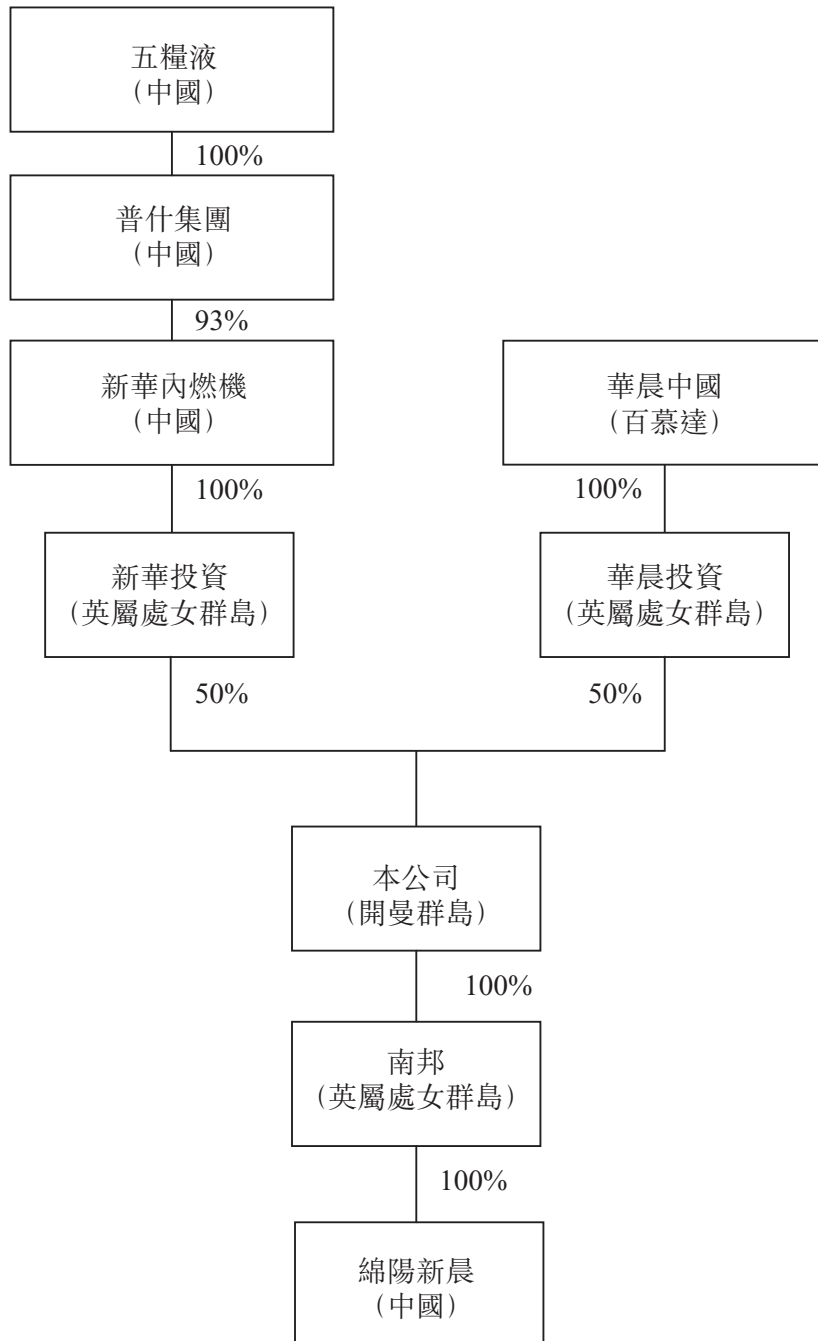 五糧液
（中國）
100%
普什集團
（中國）
93%
新華內燃機
（中國）
華晨中國
（百慕達）
100%
100%
新華投資
（英屬處女群島）
華晨投資
（英屬處女群島）
50%
50%
本公司
（開曼群島）
100%
南邦
（英屬處女群島）
100%
綿陽新晨
（中國）